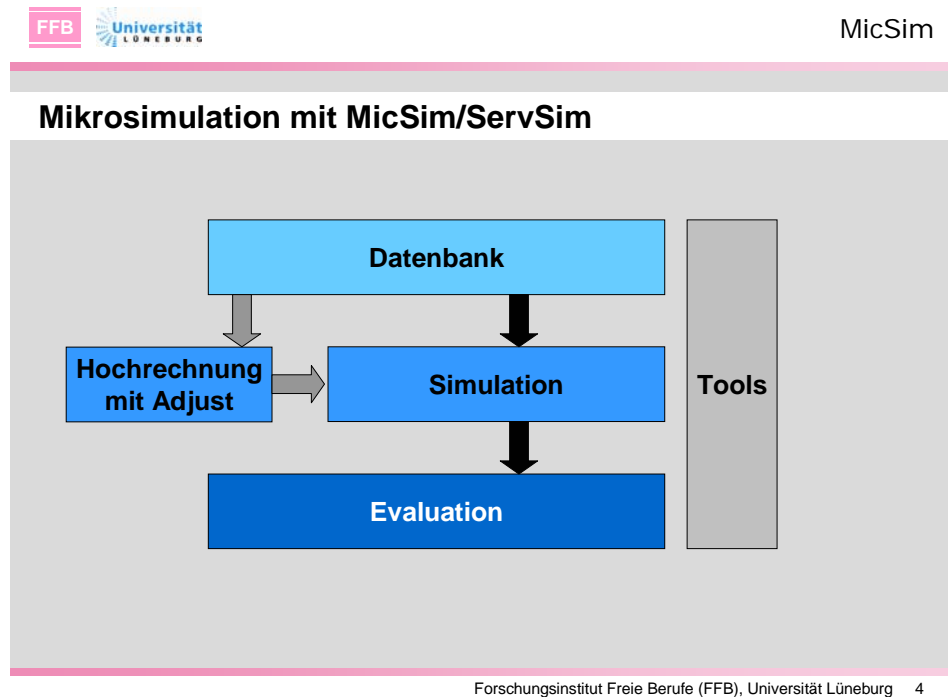 FFB
Universität
LÜNEBURG
MicSim
Mikrosimulation mit MicSim/ServSim
Datenbank
Hochrechnung
mit Adjust
Simulation
Tools
Evaluation
Forschungsinstitut Freie Berufe (FFB), Universität Lüneburg 4